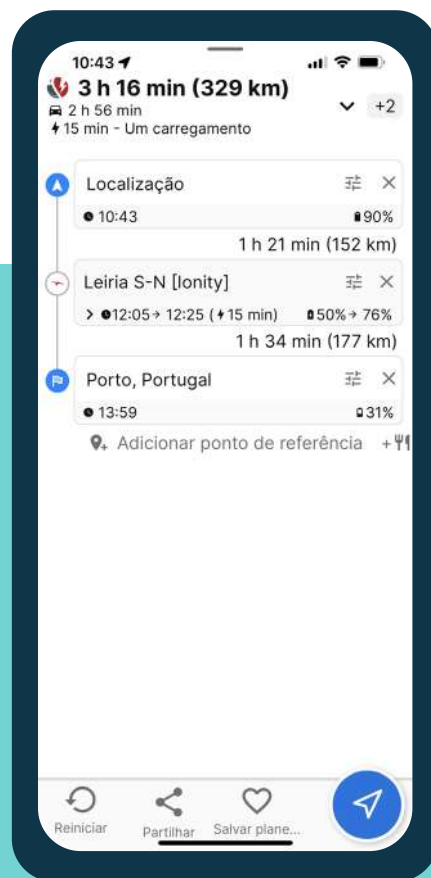 10:43
3 h 16 min (329 km)
+2
2 h 56 min
15 min - Um carregamento
Localização
10:43 90%
1 h 21 min (152 km)
Leiria S-N [Ionity]
> 12:05 → 12:25 ( 15 min) 50% → 76%
1 h 34 min (177 km)
Porto, Portugal
13:59 31%
Adicionar ponto de referência +
Reiniciar
Partilhar
Salvar plane...